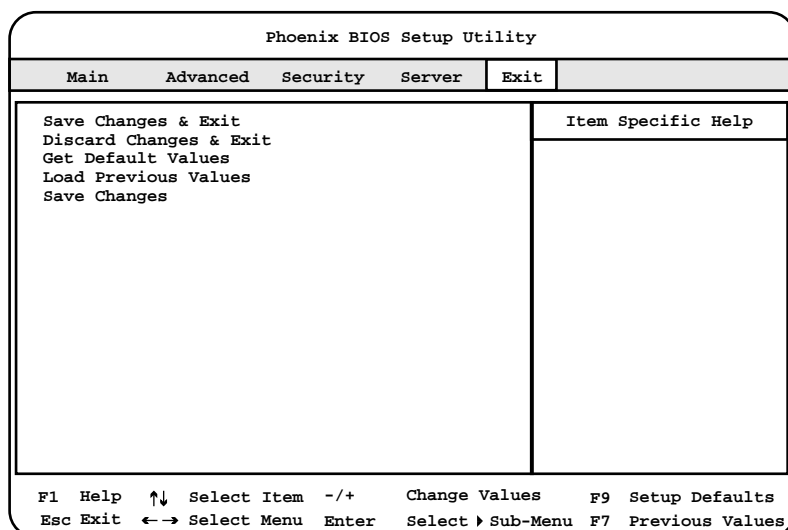 Phoenix BIOS Setup Utility
Main Advanced Security Server Exit
Save Changes & Exit
Discard Changes & Exit
Get Default Values
Load Previous Values
Save Changes
Item Specific Help
F1 Help ↑↓ Select Item -/+ Change Values F9 Setup Defaults
Esc Exit ←→ Select Menu Enter Select ▶ Sub-Menu F7 Previous Values